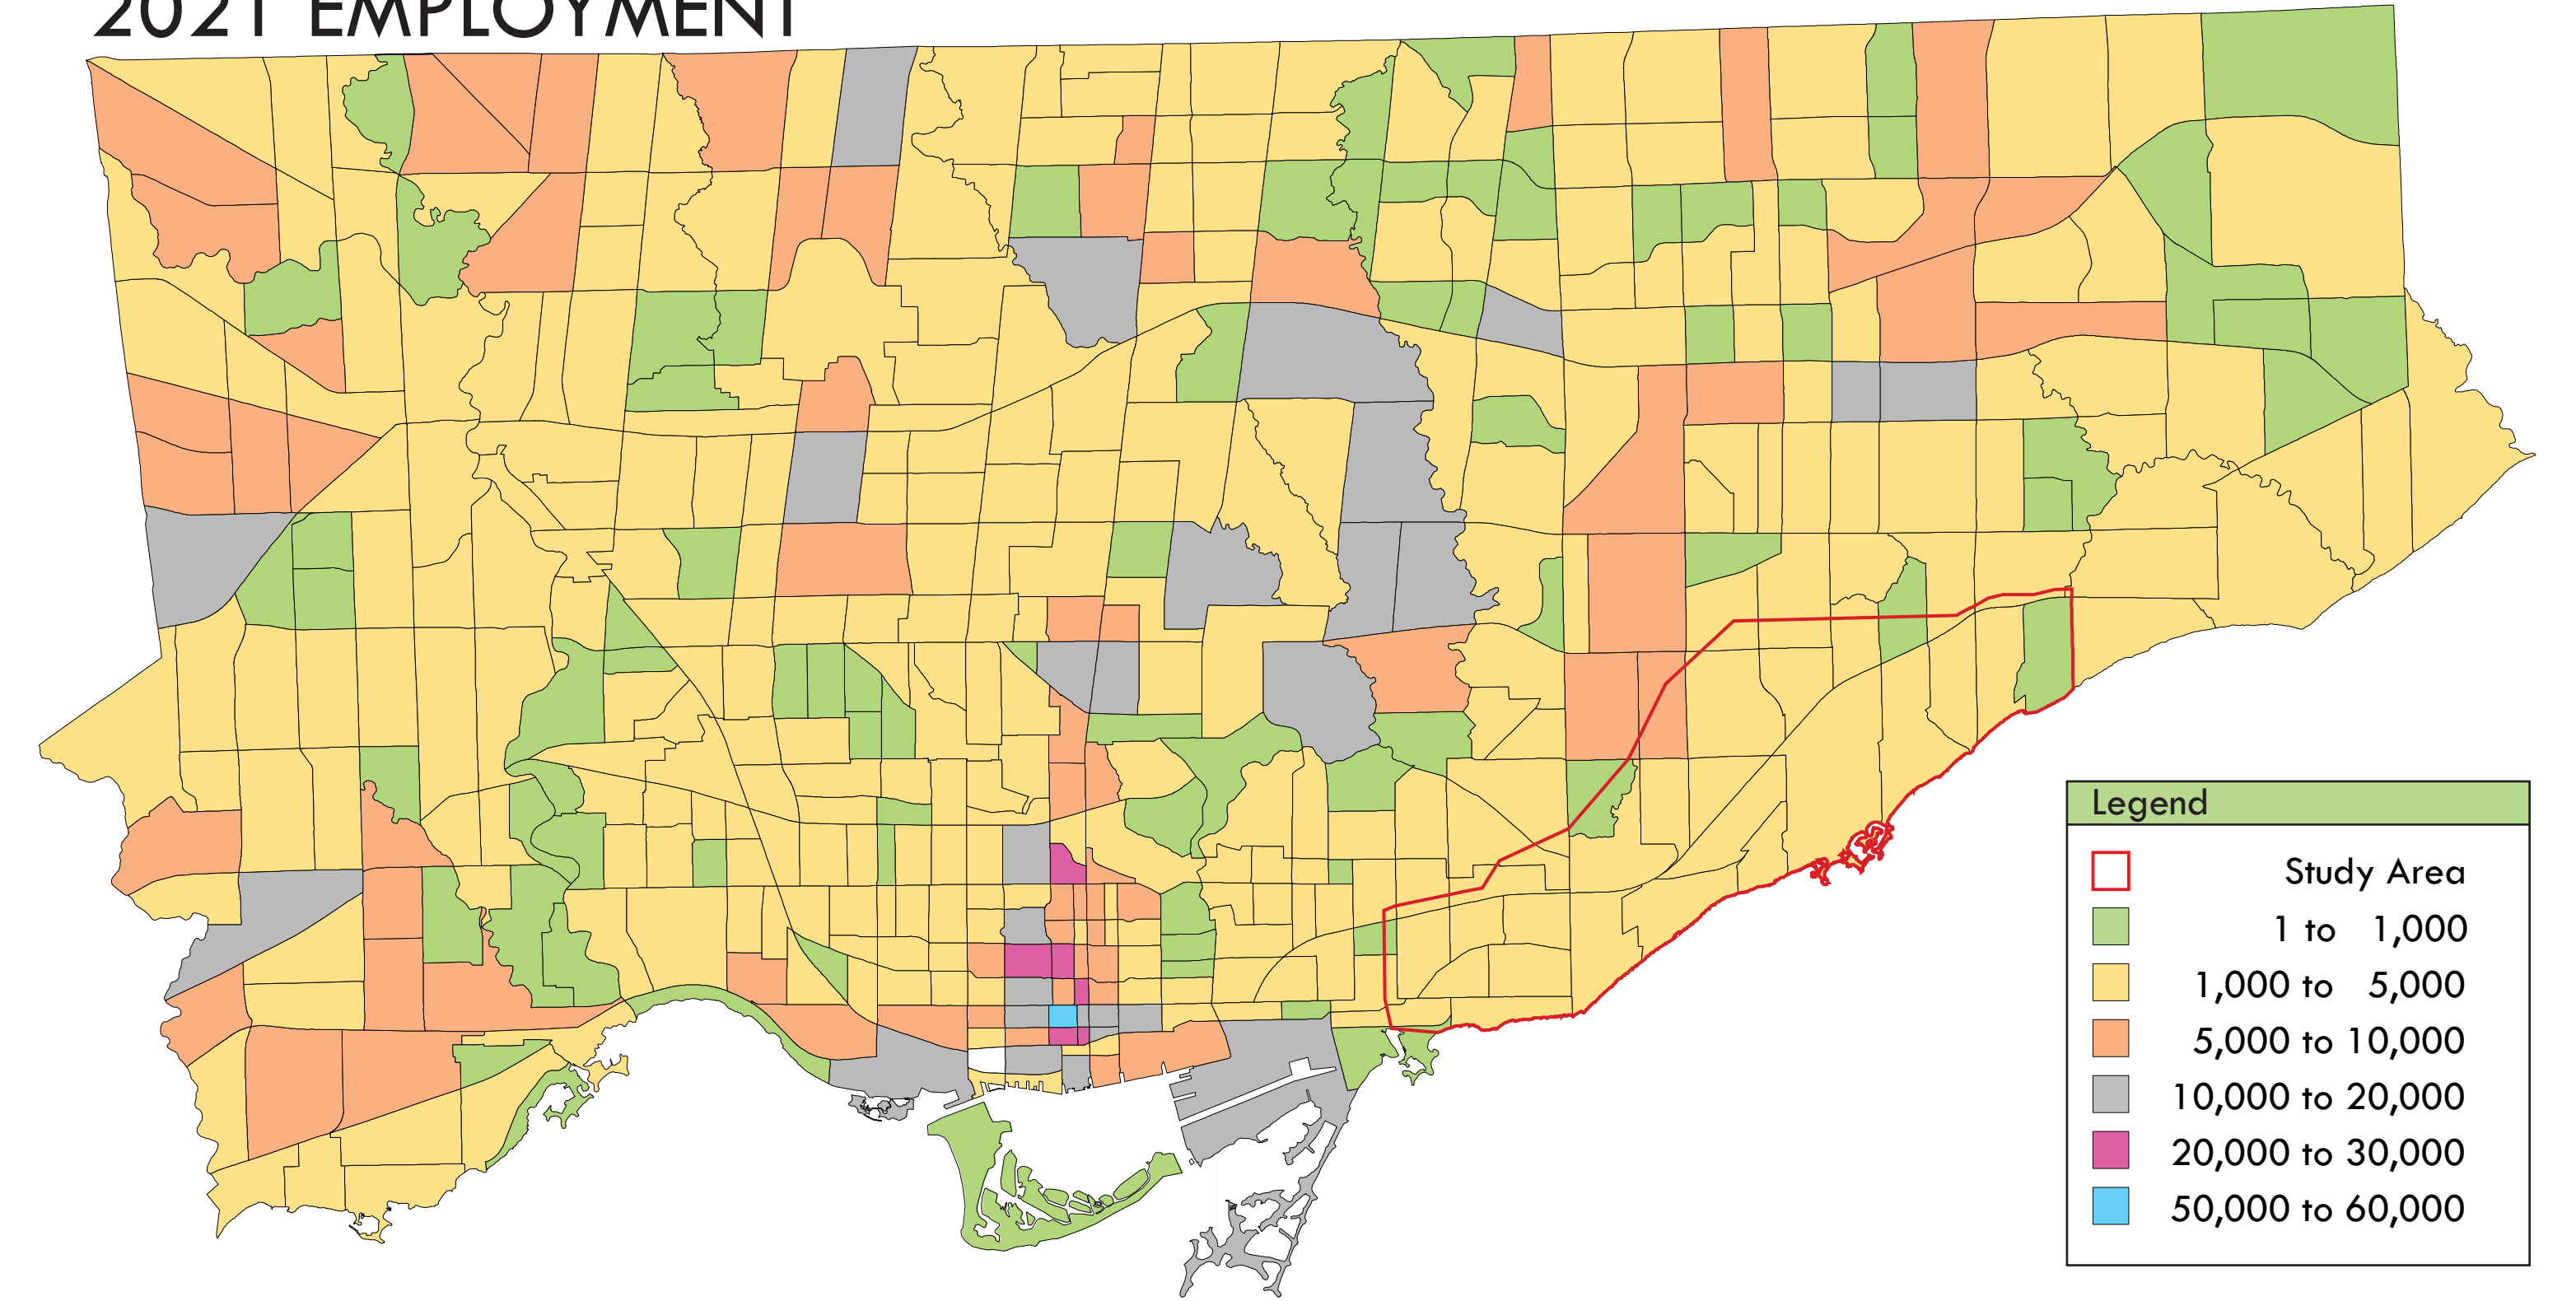 2021 EMPLOYMENT
Legend
Study Area
1 to 1,000
1,000 to 5,000
5,000 to 10,000
10,000 to 20,000
20,000 to 30,000
50,000 to 60,000